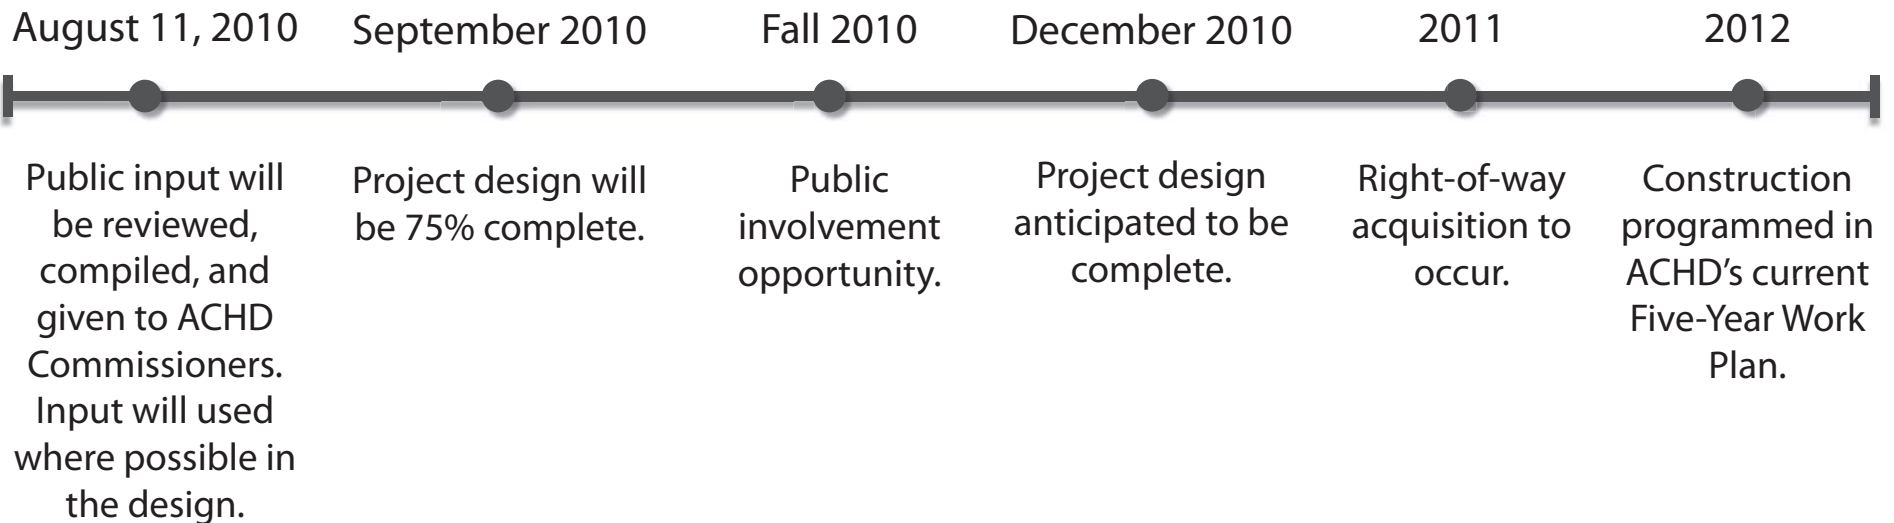 August 11, 2010
September 2010
Fall 2010
December 2010
2011
2012
Public input will
be reviewed,
compiled, and
given to ACHD
Commissioners.
Input will used
where possible in
the design.
Project design will
be 75% complete.
Public
involvement
opportunity.
Project design
anticipated to be
complete.
Right-of-way
acquisition to
occur.
Construction
programmed in
ACHD’s current
Five-Year Work
Plan.